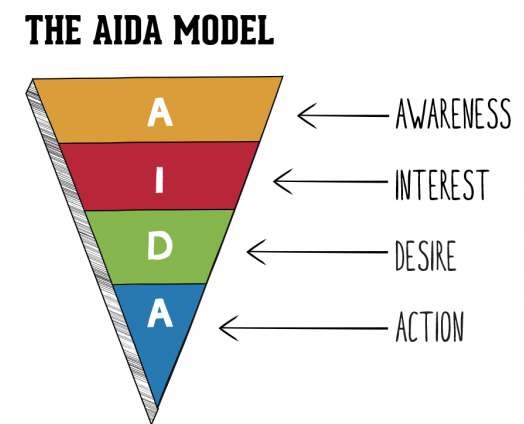 THE AIDA MODEL
A
AWARENESS
I
INTEREST
D
DESIRE
A
ACTION